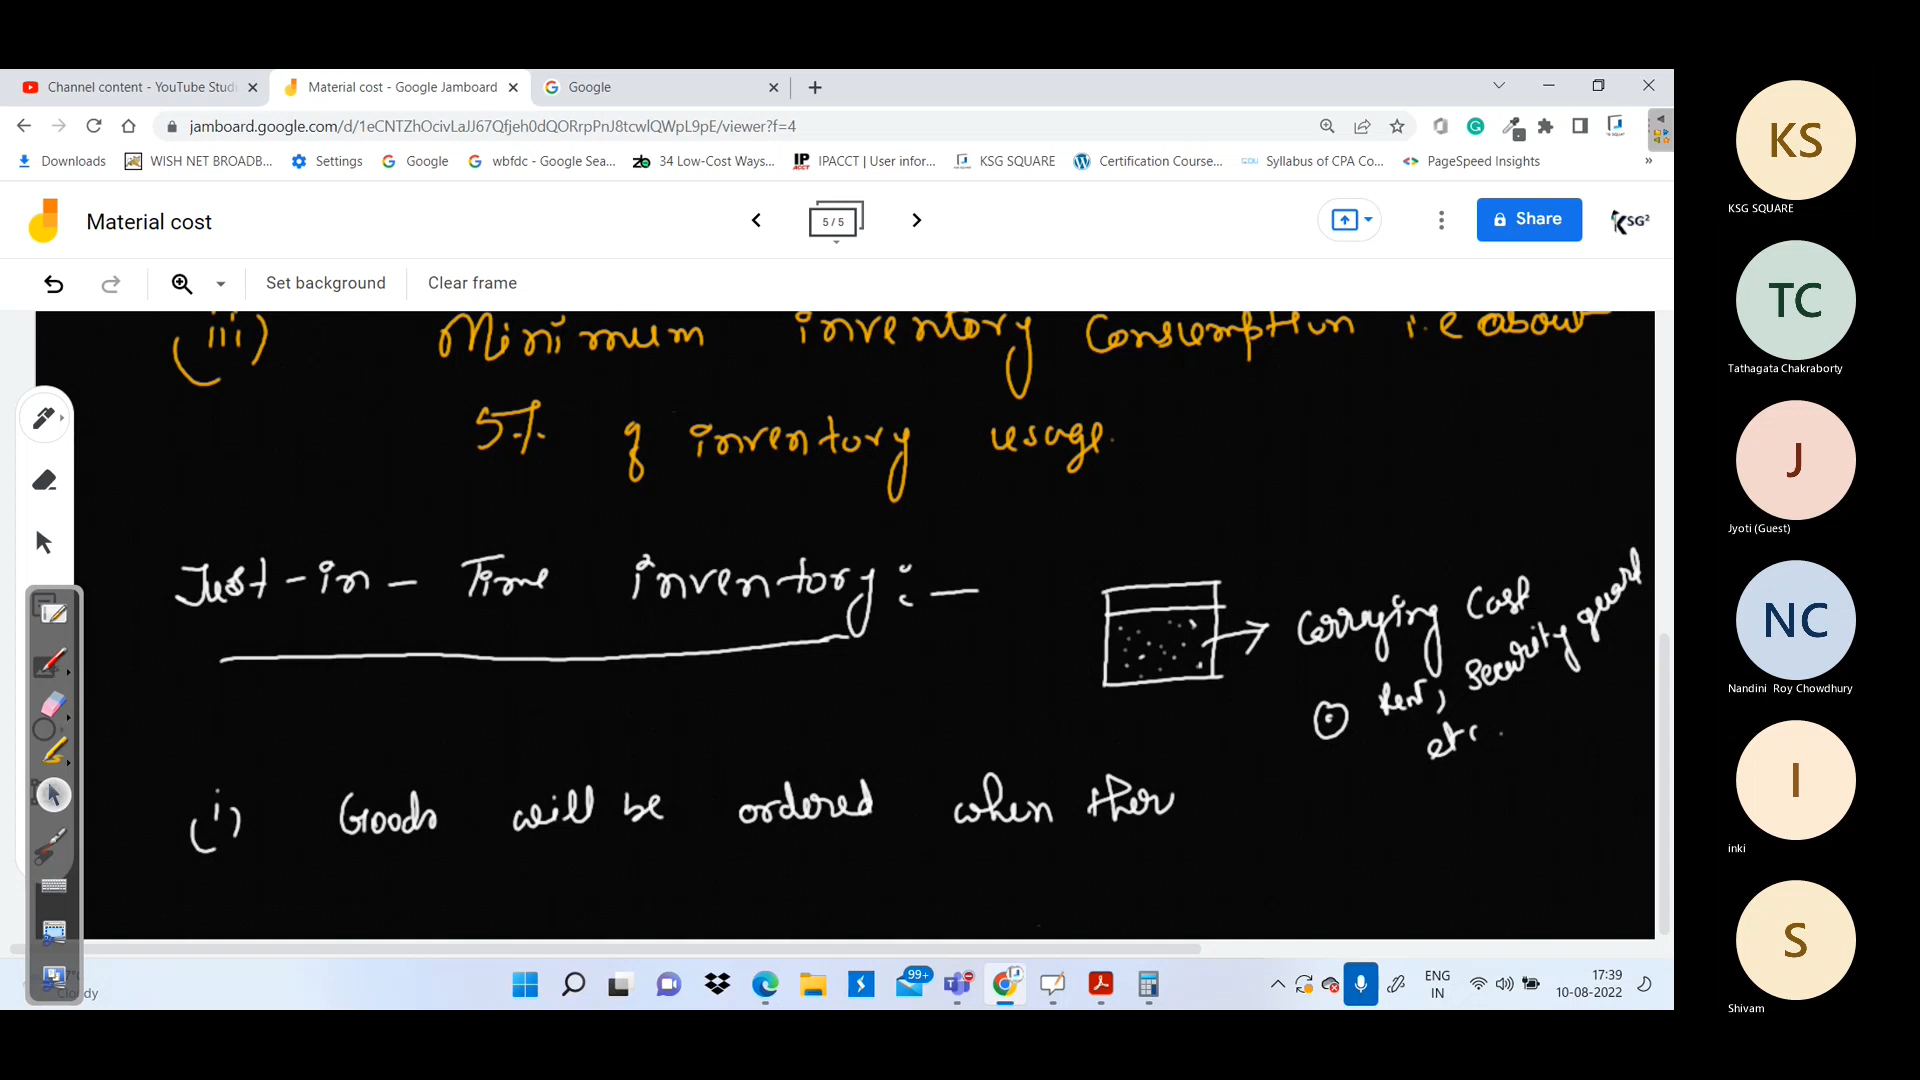 Channel content - YouTube Stud
Material cost - Google Jamboard
Google
jamboard.google.com/d/1eCNTZhOcivLaJJ67Qfjeh0dQORrpPnJ8tcwlQWpL9pE/viewer?f=4
Downloads
WISH NET BROADB...
Settings
Google
wbfdc - Google Sea...
34 Low-Cost Ways...
IPACCT | User infor...
KSG SQUARE
Certification Course...
Syllabus of CPA Co...
PageSpeed Insights
»
Material cost
5/5
Share
KSG²
Set background
Clear frame
(iii) Minimum inventory Consumption i.e about
5% of inventory usage.
Just-in-Time inventory:-
Carrying Cost
Rent, Security guard
etc.
(i) Goods will be ordered when ther
Cloudy
99+
ENG
IN
17:39
10-08-2022
KS
KSG SQUARE
TC
Tathagata Chakraborty
J
Jyoti (Guest)
NC
Nandini Roy Chowdhury
I
inki
S
Shivam